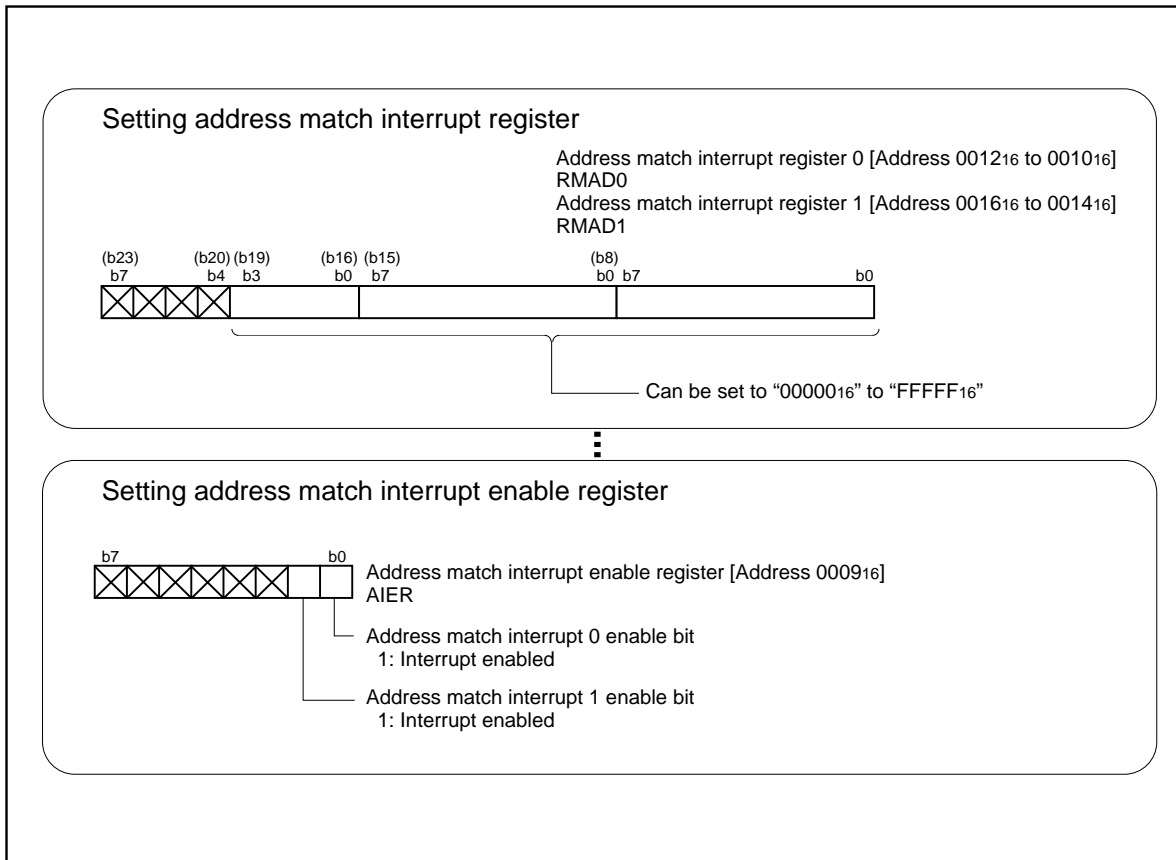 Setting address match interrupt register
Address match interrupt register 0 [Address 001216 to 001016]
RMAD0
Address match interrupt register 1 [Address 001616 to 001416]
RMAD1
(b23) (b20) (b19) (b16) (b15) (b8)
b7 b4 b3 b0 b7 b0 b7 b0
Can be set to “0000016” to “FFFFF16”
Setting address match interrupt enable register
b7 b0
Address match interrupt enable register [Address 000916]
AIER
Address match interrupt 0 enable bit
1: Interrupt enabled
Address match interrupt 1 enable bit
1: Interrupt enabled